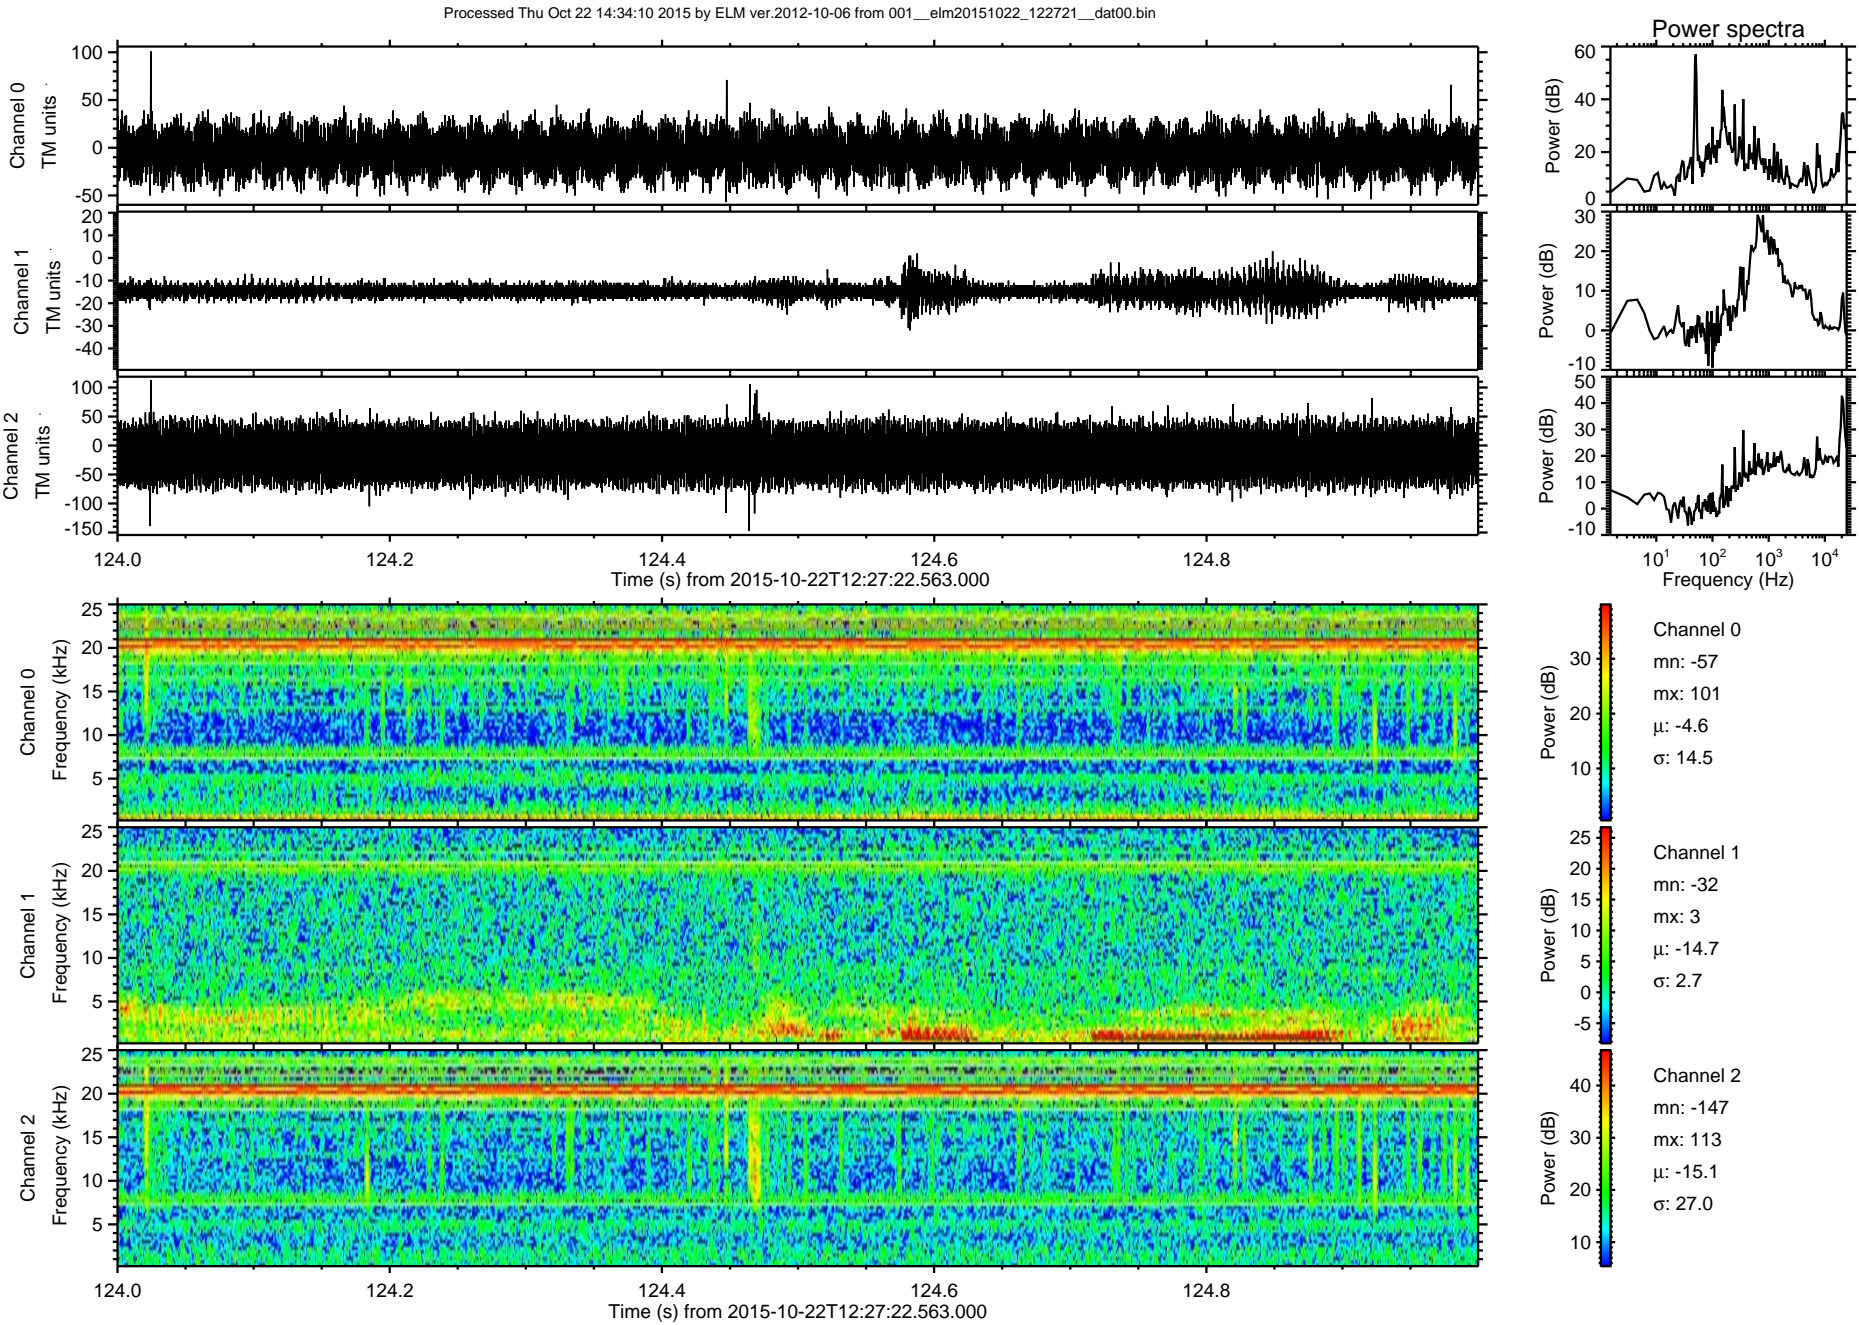 Processed Thu Oct 22 14:34:10 2015 by ELM ver.2012-10-06 from 001__elm20151022_122721__dat00.bin
Power spectra
Channel 0
TM units
100
50
0
-50
Power (dB)
60
40
20
0
Channel 1
TM units
20
10
0
-10
-20
-30
-40
Power (dB)
30
20
10
0
-10
Channel 2
TM units
100
50
0
-50
-100
-150
Power (dB)
50
40
30
20
10
0
-10
124.0 124.2 124.4 124.6 124.8
Time (s) from 2015-10-22T12:27:22.563.000
10¹ 10² 10³ 10⁴
Frequency (Hz)
Channel 0
Frequency (kHz)
25
20
15
10
5
Power (dB)
30
20
10
Channel 0
mn: -57
mx: 101
μ: -4.6
σ: 14.5
Channel 1
Frequency (kHz)
25
20
15
10
5
Power (dB)
25
20
15
10
5
0
-5
Channel 1
mn: -32
mx: 3
μ: -14.7
σ: 2.7
Channel 2
Frequency (kHz)
25
20
15
10
5
Power (dB)
40
30
20
10
Channel 2
mn: -147
mx: 113
μ: -15.1
σ: 27.0
124.0 124.2 124.4 124.6 124.8
Time (s) from 2015-10-22T12:27:22.563.000